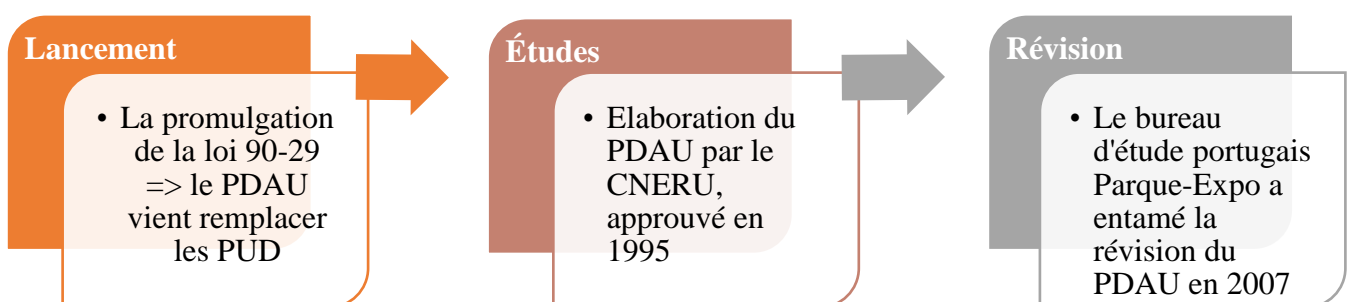 Lancement
• La promulgation
de la loi 90-29
=> le PDAU
vient remplacer
les PUD
Études
• Elaboration du
PDAU par le
CNERU,
approuvé en
1995
Révision
• Le bureau
d'étude portugais
Parque-Expo a
entamé la
révision du
PDAU en 2007